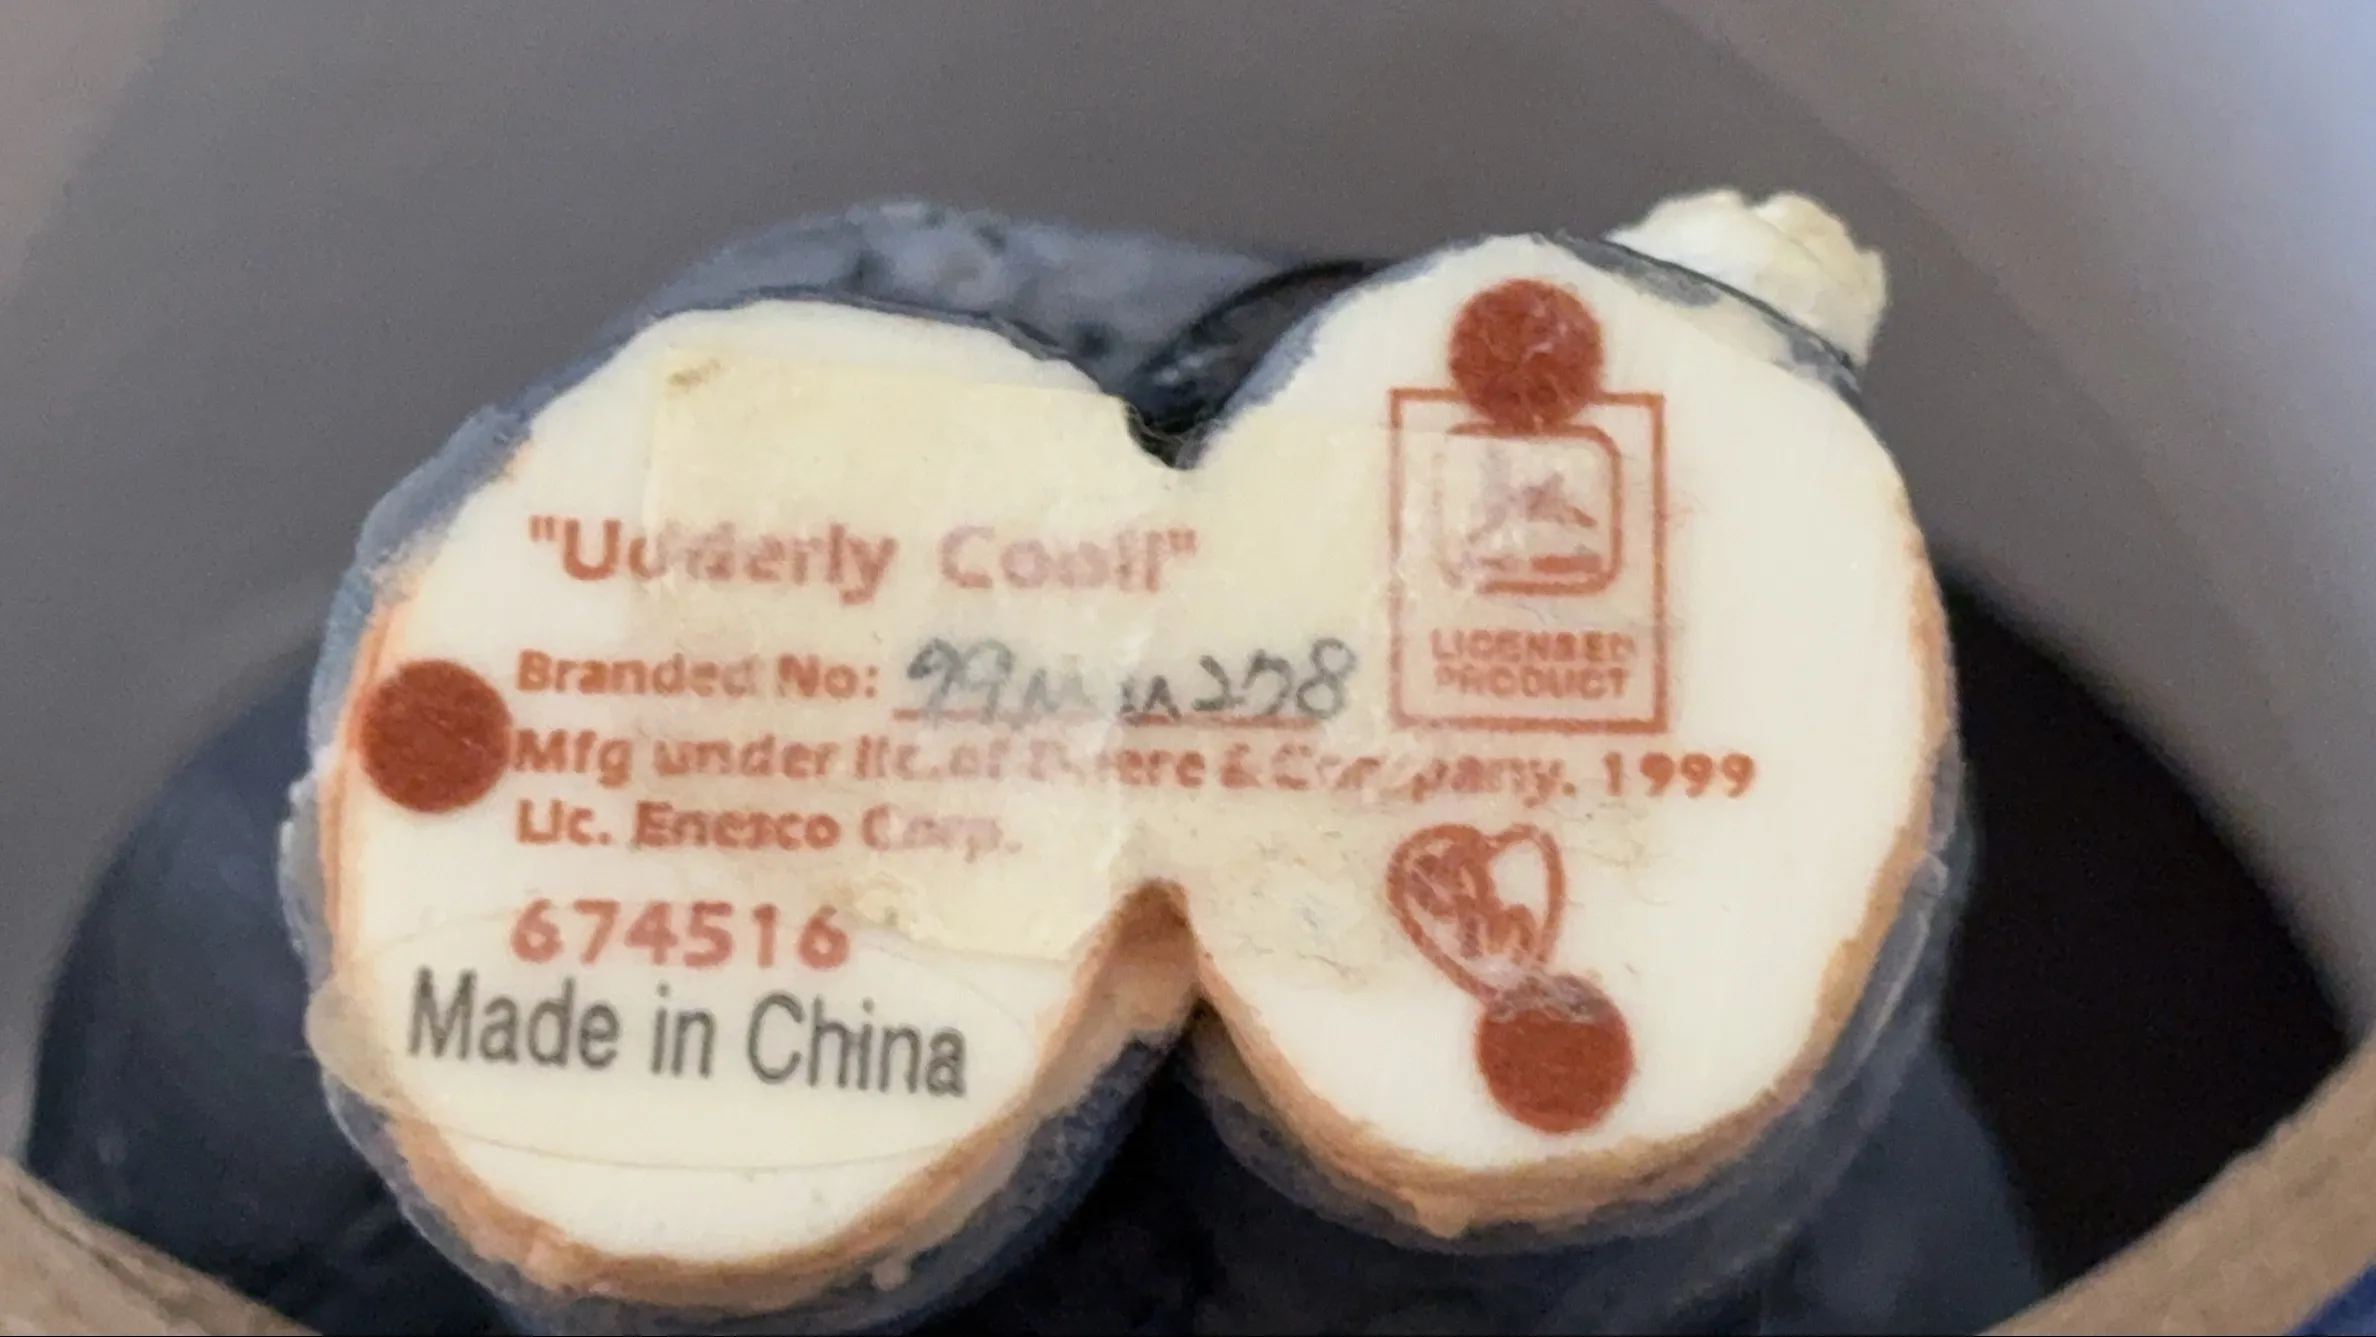 "Udderly Cool!"
Branded No:
Mfg under lic. of Deere & Company. 1999
Lic. Enesco Corp.
674516
Made in China
LICENSED
PRODUCT